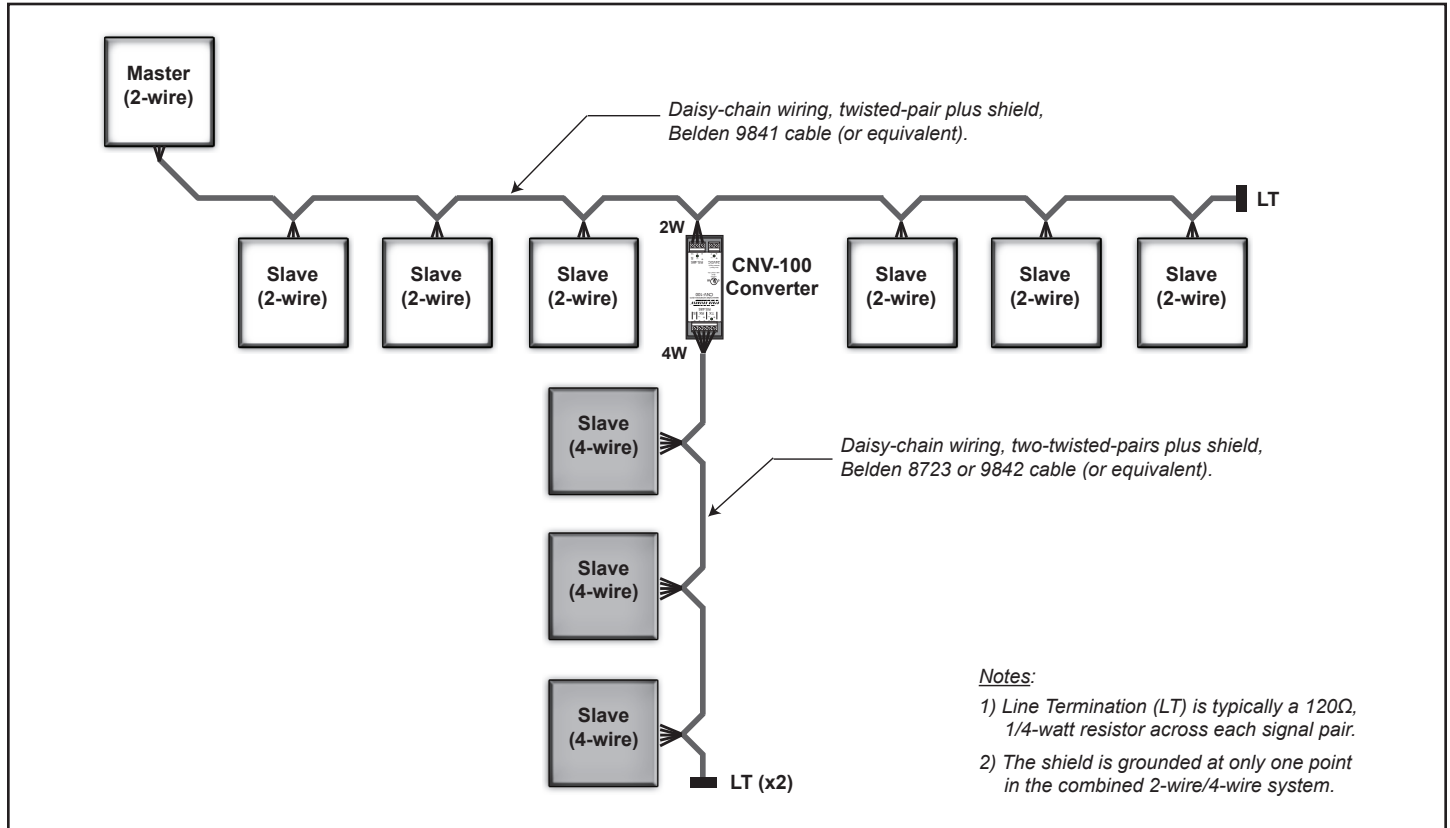 Master
(2-wire)
Daisy-chain wiring, twisted-pair plus shield,
Belden 9841 cable (or equivalent).
LT
2W
Slave
(2-wire)
Slave
(2-wire)
Slave
(2-wire)
CNV-100
Converter
Slave
(2-wire)
Slave
(2-wire)
Slave
(2-wire)
4W
Slave
(4-wire)
Daisy-chain wiring, two-twisted-pairs plus shield,
Belden 8723 or 9842 cable (or equivalent).
Slave
(4-wire)
Slave
(4-wire)
LT (x2)
Notes:
1) Line Termination (LT) is typically a 120Ω,
1/4-watt resistor across each signal pair.
2) The shield is grounded at only one point
in the combined 2-wire/4-wire system.